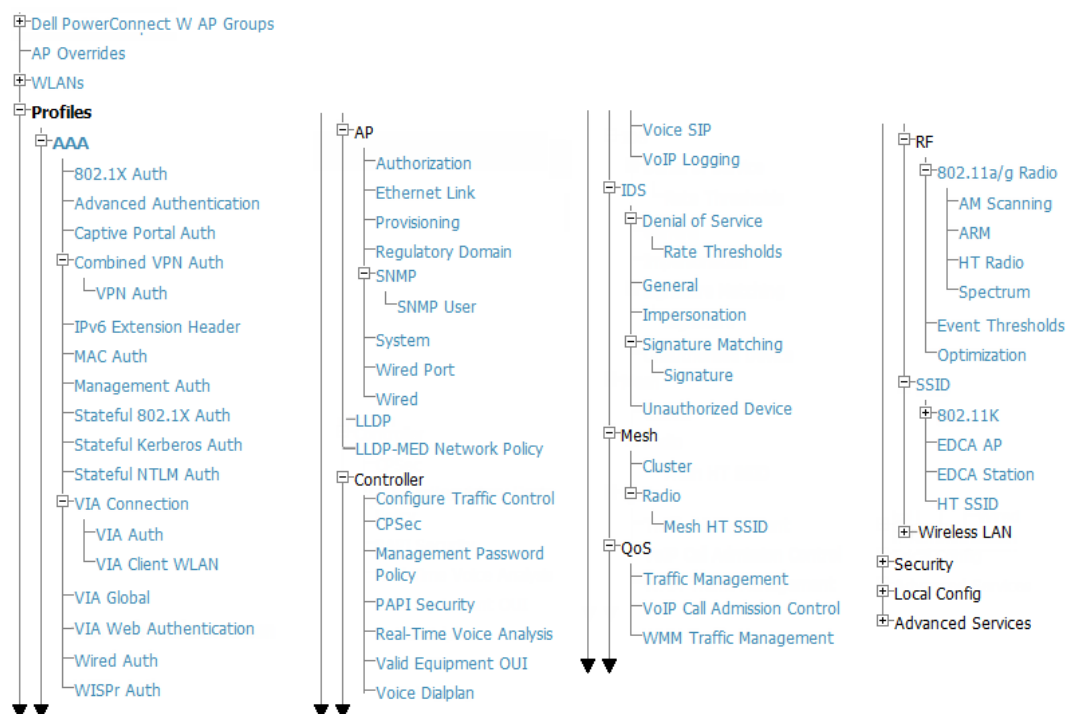 Dell PowerConnect W AP Groups
AP Overrides
WLANs
Profiles
AAA
802.1X Auth
Advanced Authentication
Captive Portal Auth
Combined VPN Auth
VPN Auth
IPv6 Extension Header
MAC Auth
Management Auth
Stateful 802.1X Auth
Stateful Kerberos Auth
Stateful NTLM Auth
VIA Connection
VIA Auth
VIA Client WLAN
VIA Global
VIA Web Authentication
Wired Auth
WISPr Auth
AP
Authorization
Ethernet Link
Provisioning
Regulatory Domain
SNMP
SNMP User
System
Wired Port
Wired
LLDP
LLDP-MED Network Policy
Controller
Configure Traffic Control
CPSec
Management Password
Policy
PAPI Security
Real-Time Voice Analysis
Valid Equipment OUI
Voice Dialplan
Voice SIP
VoIP Logging
IDS
Denial of Service
Rate Thresholds
General
Impersonation
Signature Matching
Signature
Unauthorized Device
Mesh
Cluster
Radio
Mesh HT SSID
QoS
Traffic Management
VoIP Call Admission Control
WMM Traffic Management
RF
802.11a/g Radio
AM Scanning
ARM
HT Radio
Spectrum
Event Thresholds
Optimization
SSID
802.11K
EDCA AP
EDCA Station
HT SSID
Wireless LAN
Security
Local Config
Advanced Services